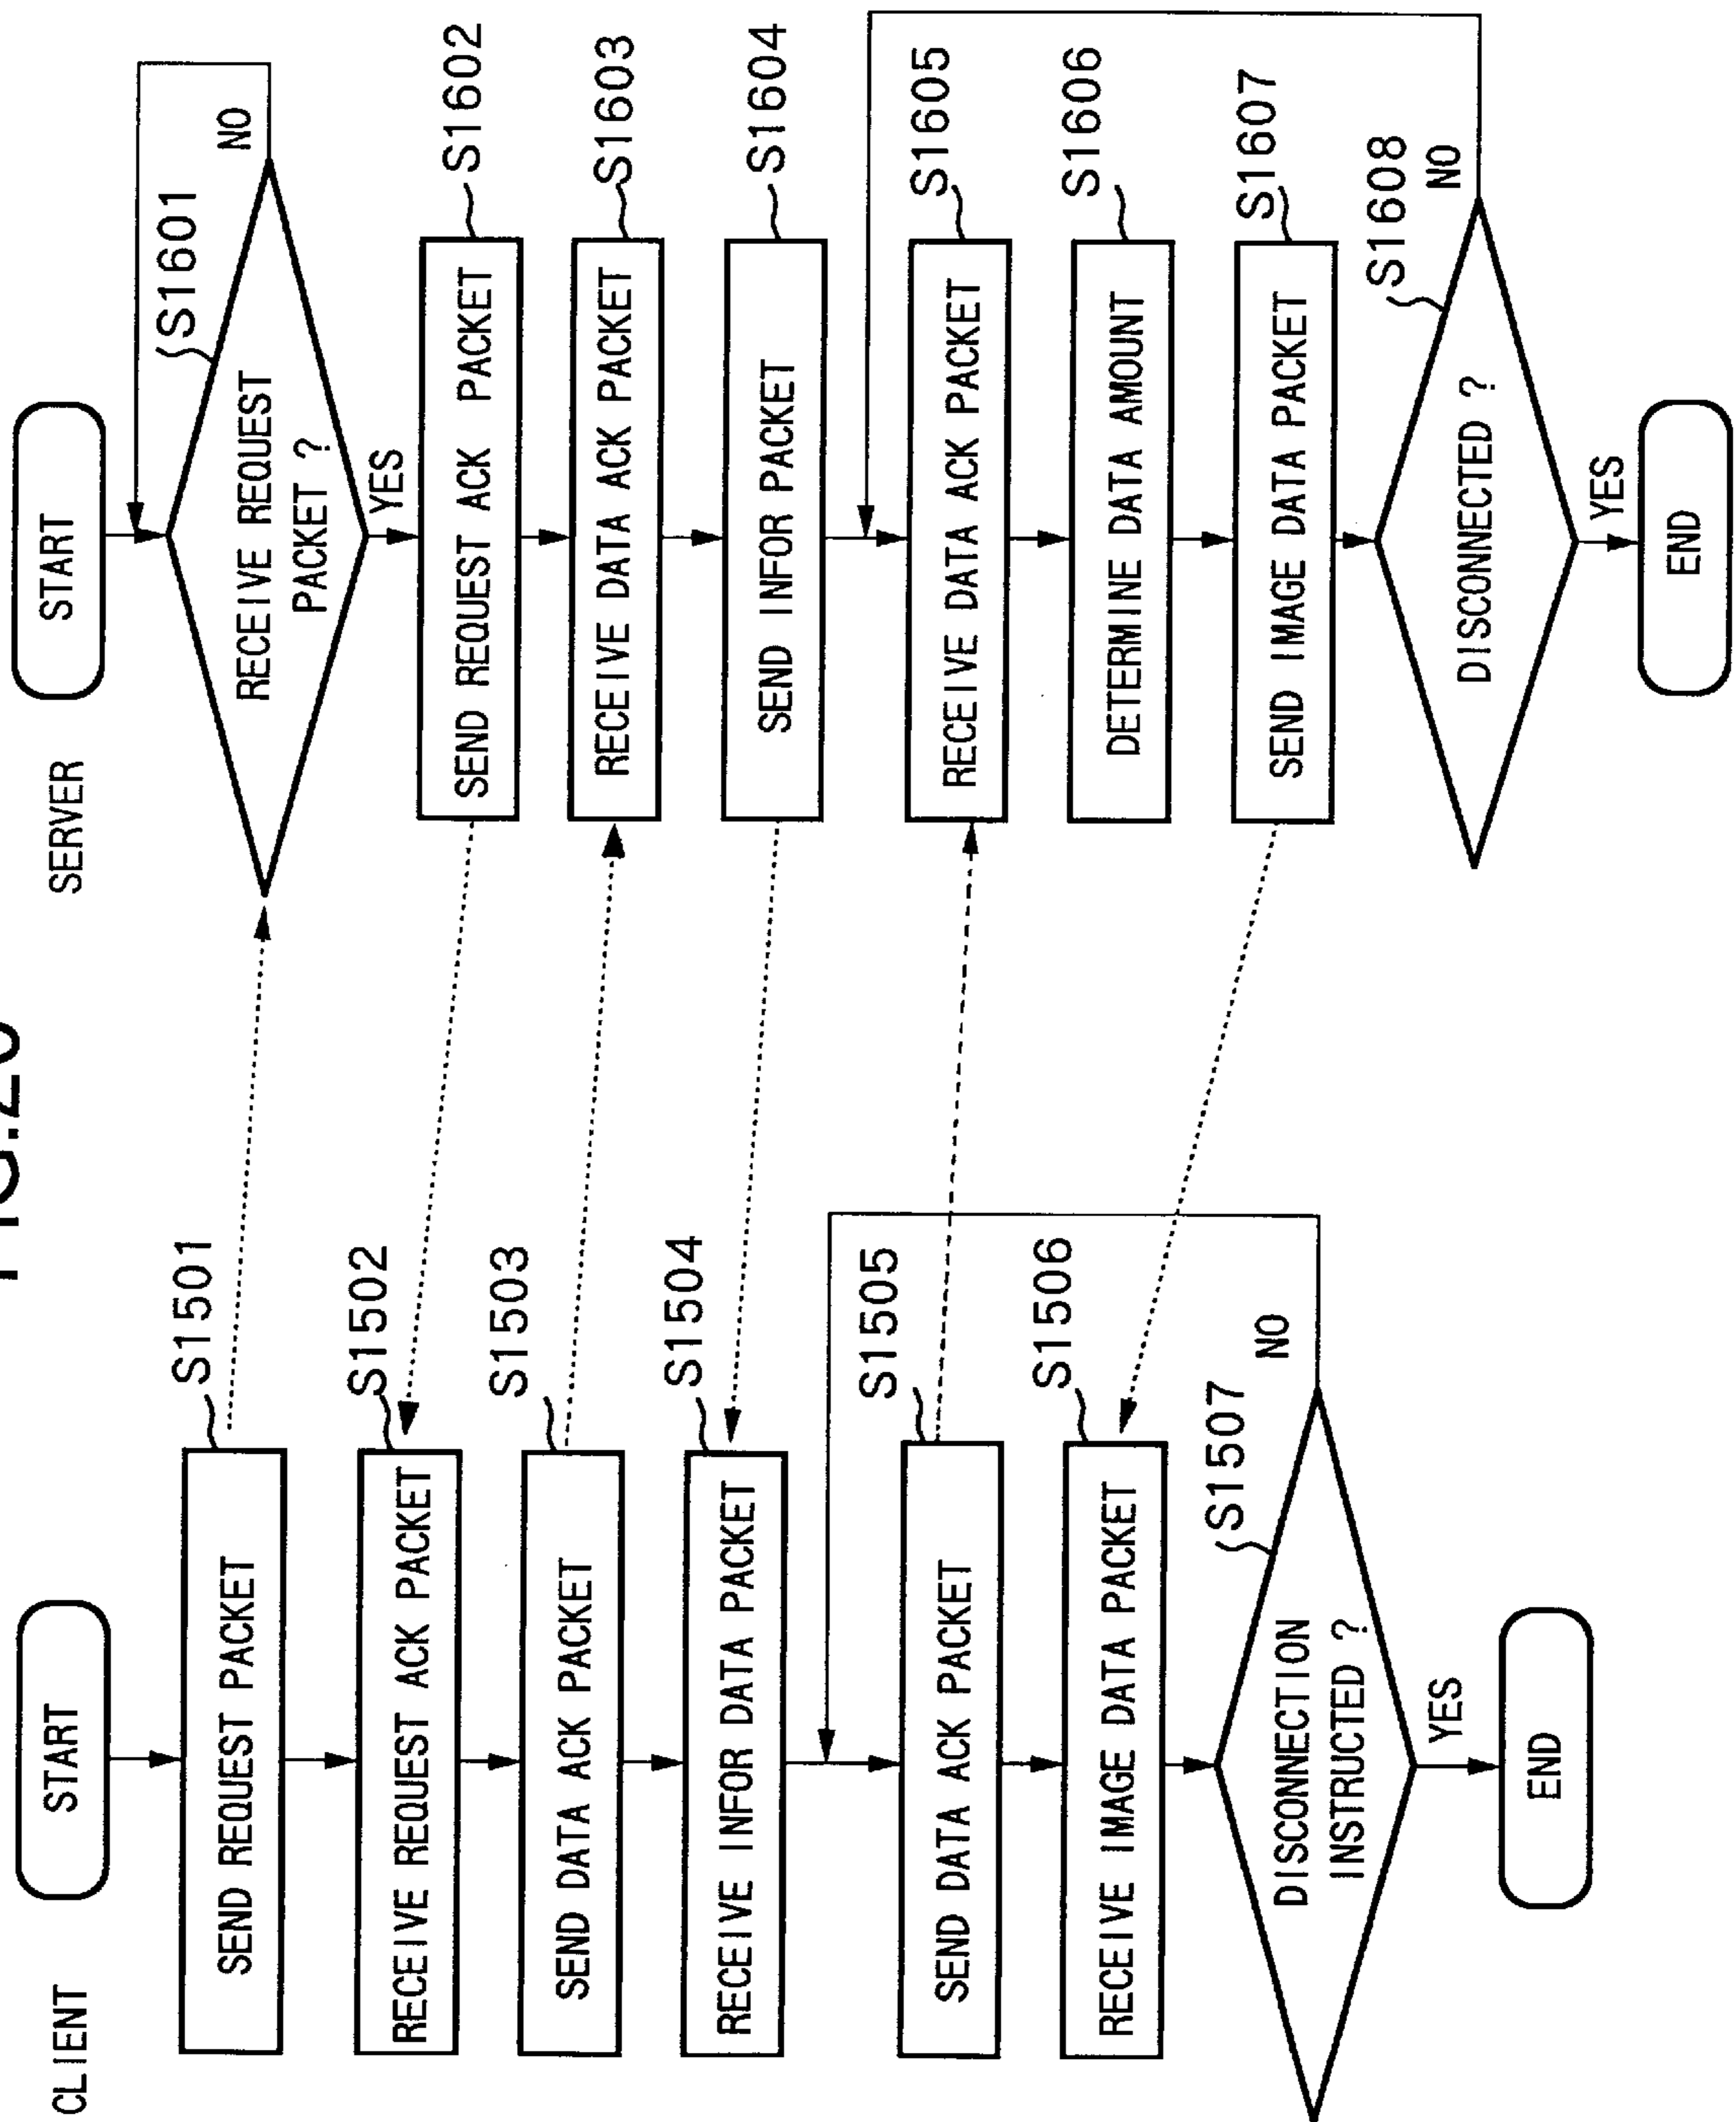 CLIENT
START
SEND REQUEST PACKET
S1501
RECEIVE REQUEST ACK PACKET
S1502
SEND DATA ACK PACKET
S1503
RECEIVE INFOR DATA PACKET
S1504
SEND DATA ACK PACKET
S1505
RECEIVE IMAGE DATA PACKET
S1506
DISCONNECTION
INSTRUCTED ?
S1507
NO
YES
END
SERVER
START
RECEIVE REQUEST
PACKET ?
S1601
NO
YES
SEND REQUEST ACK PACKET
S1602
RECEIVE DATA ACK PACKET
S1603
SEND INFOR PACKET
S1604
RECEIVE DATA ACK PACKET
S1605
DETERMINE DATA AMOUNT
S1606
SEND IMAGE DATA PACKET
S1607
DISCONNECTED ?
S1608
NO
YES
END